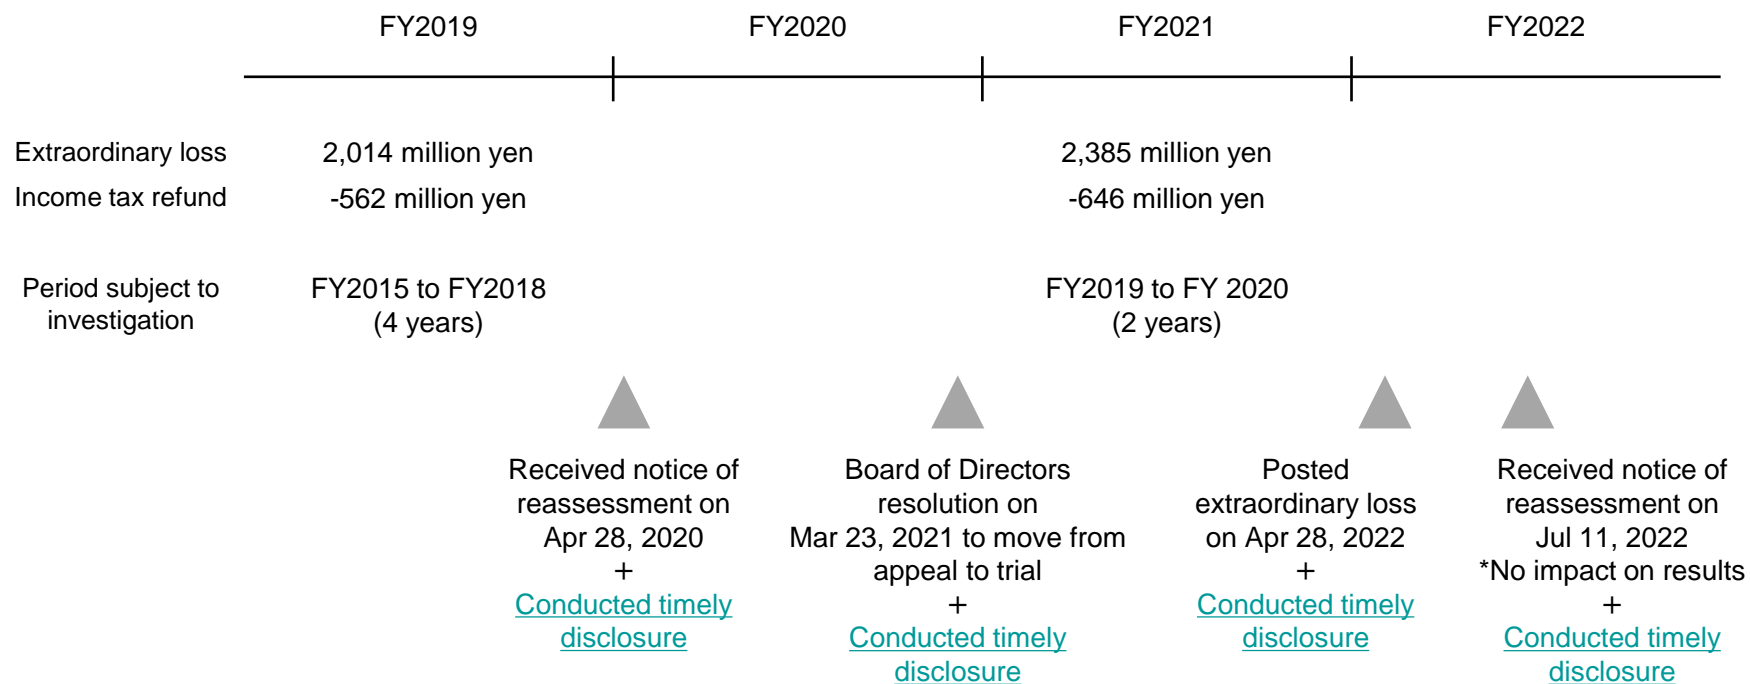 FY2019
FY2020
FY2021
FY2022
Extraordinary loss
2,014 million yen
2,385 million yen
Income tax refund
-562 million yen
-646 million yen
Period subject to
investigation
FY2015 to FY2018
(4 years)
FY2019 to FY 2020
(2 years)
Received notice of
reassessment on
Apr 28, 2020
+
Conducted timely
disclosure
Board of Directors
resolution on
Mar 23, 2021 to move from
appeal to trial
+
Conducted timely
disclosure
Posted
extraordinary loss
on Apr 28, 2022
+
Conducted timely
disclosure
Received notice of
reassessment on
Jul 11, 2022
*No impact on results
+
Conducted timely
disclosure